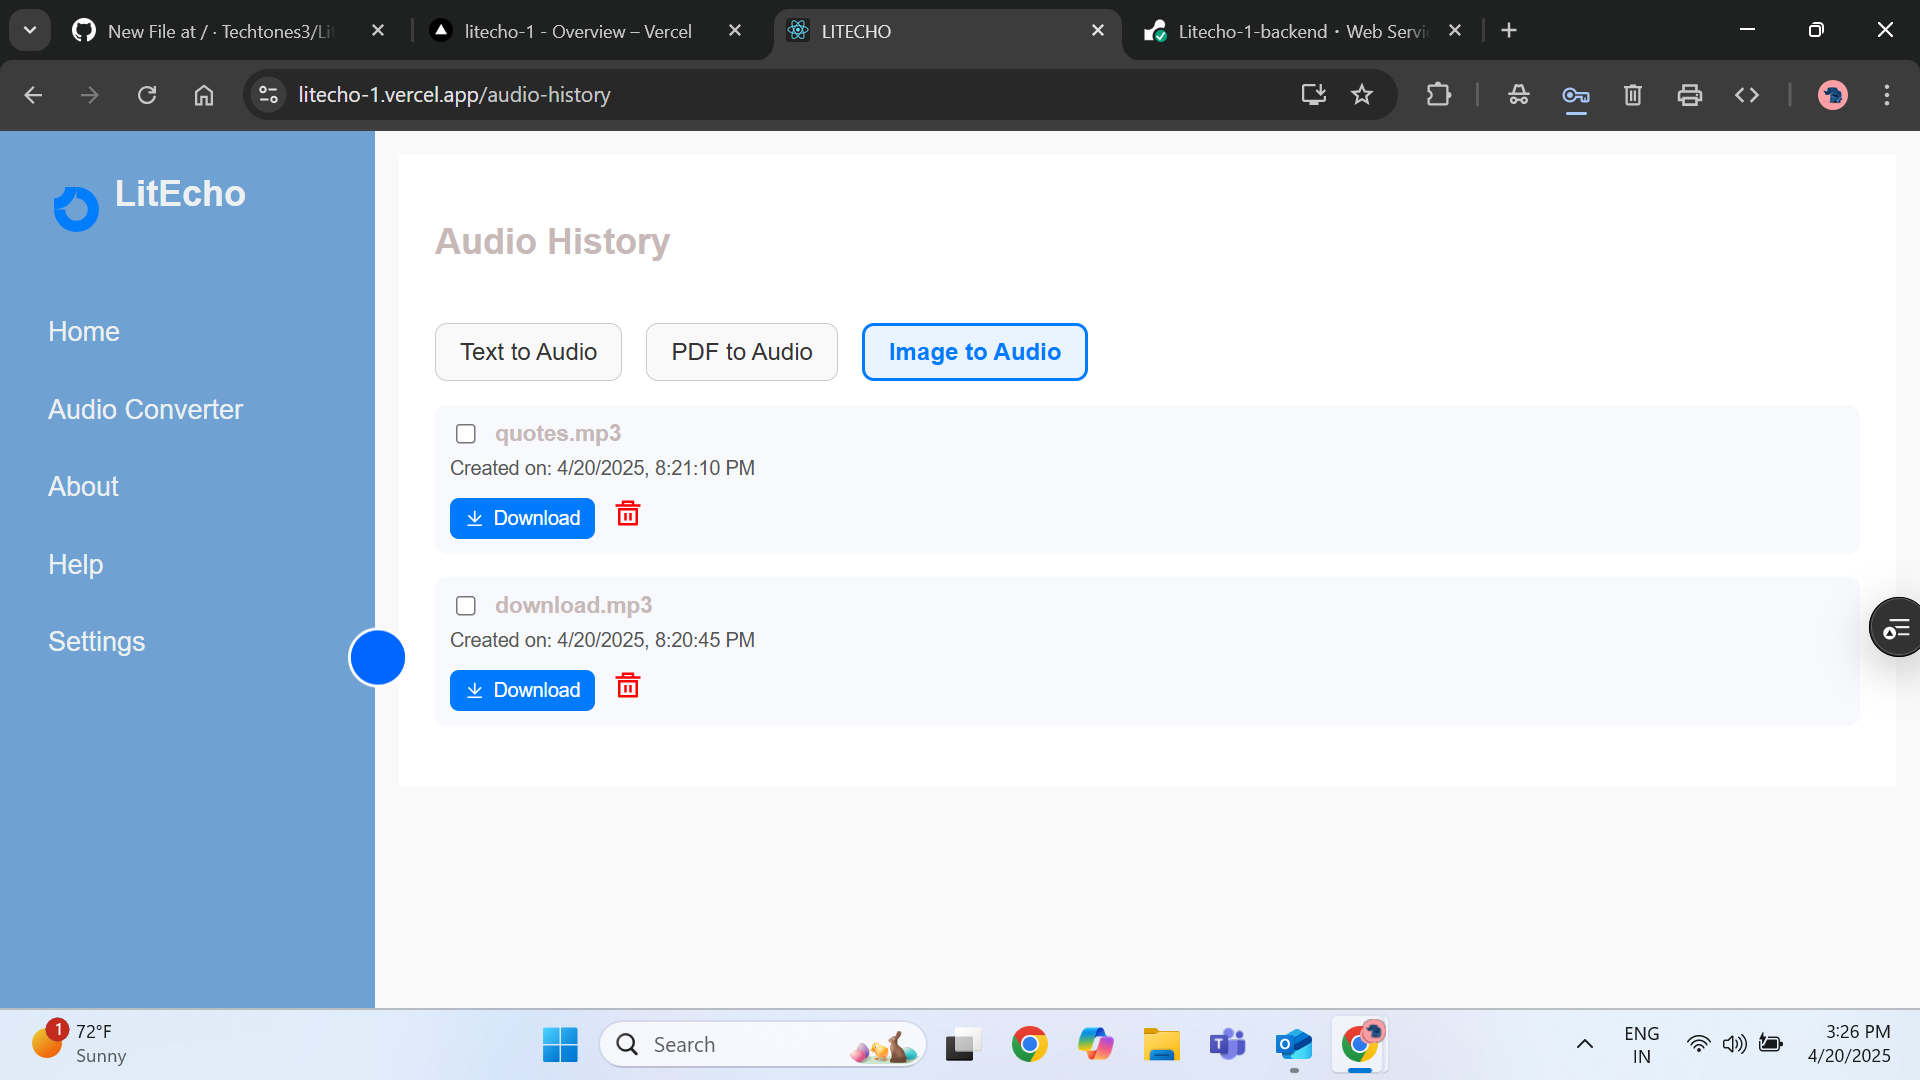 New File at / · Techtones3/Lit
litecho-1 - Overview – Vercel
LITECHO
Litecho-1-backend · Web Servi
litecho-1.vercel.app/audio-history
LitEcho
Home
Audio Converter
About
Help
Settings
Audio History
Text to Audio
PDF to Audio
Image to Audio
quotes.mp3
Created on: 4/20/2025, 8:21:10 PM
Download
download.mp3
Created on: 4/20/2025, 8:20:45 PM
Download
1
72°F
Sunny
Search
ENG
IN
3:26 PM
4/20/2025